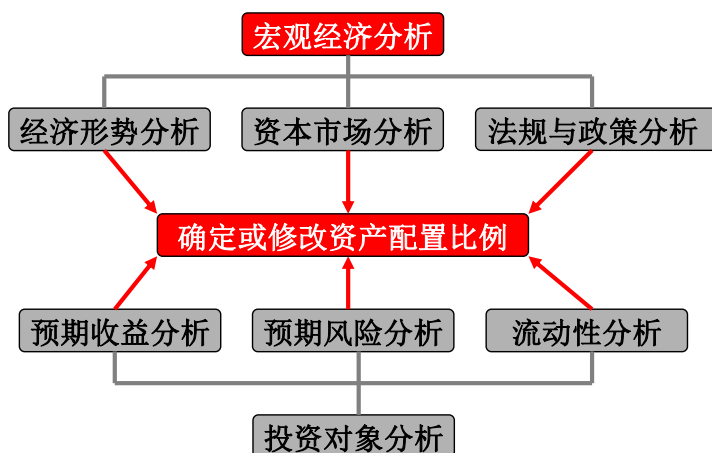 宏观经济分析
经济形势分析
资本市场分析
法规与政策分析
确定或修改资产配置比例
预期收益分析
预期风险分析
流动性分析
投资对象分析